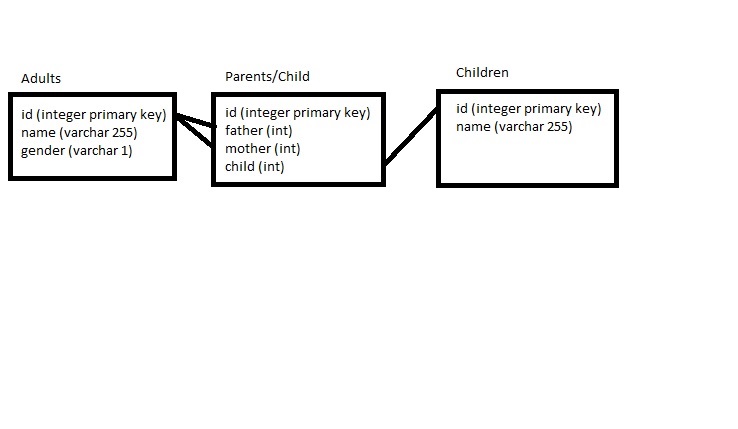 Adults
id (integer primary key)
name (varchar 255)
gender (varchar 1)
Parents/Child
id (integer primary key)
father (int)
mother (int)
child (int)
Children
id (integer primary key)
name (varchar 255)